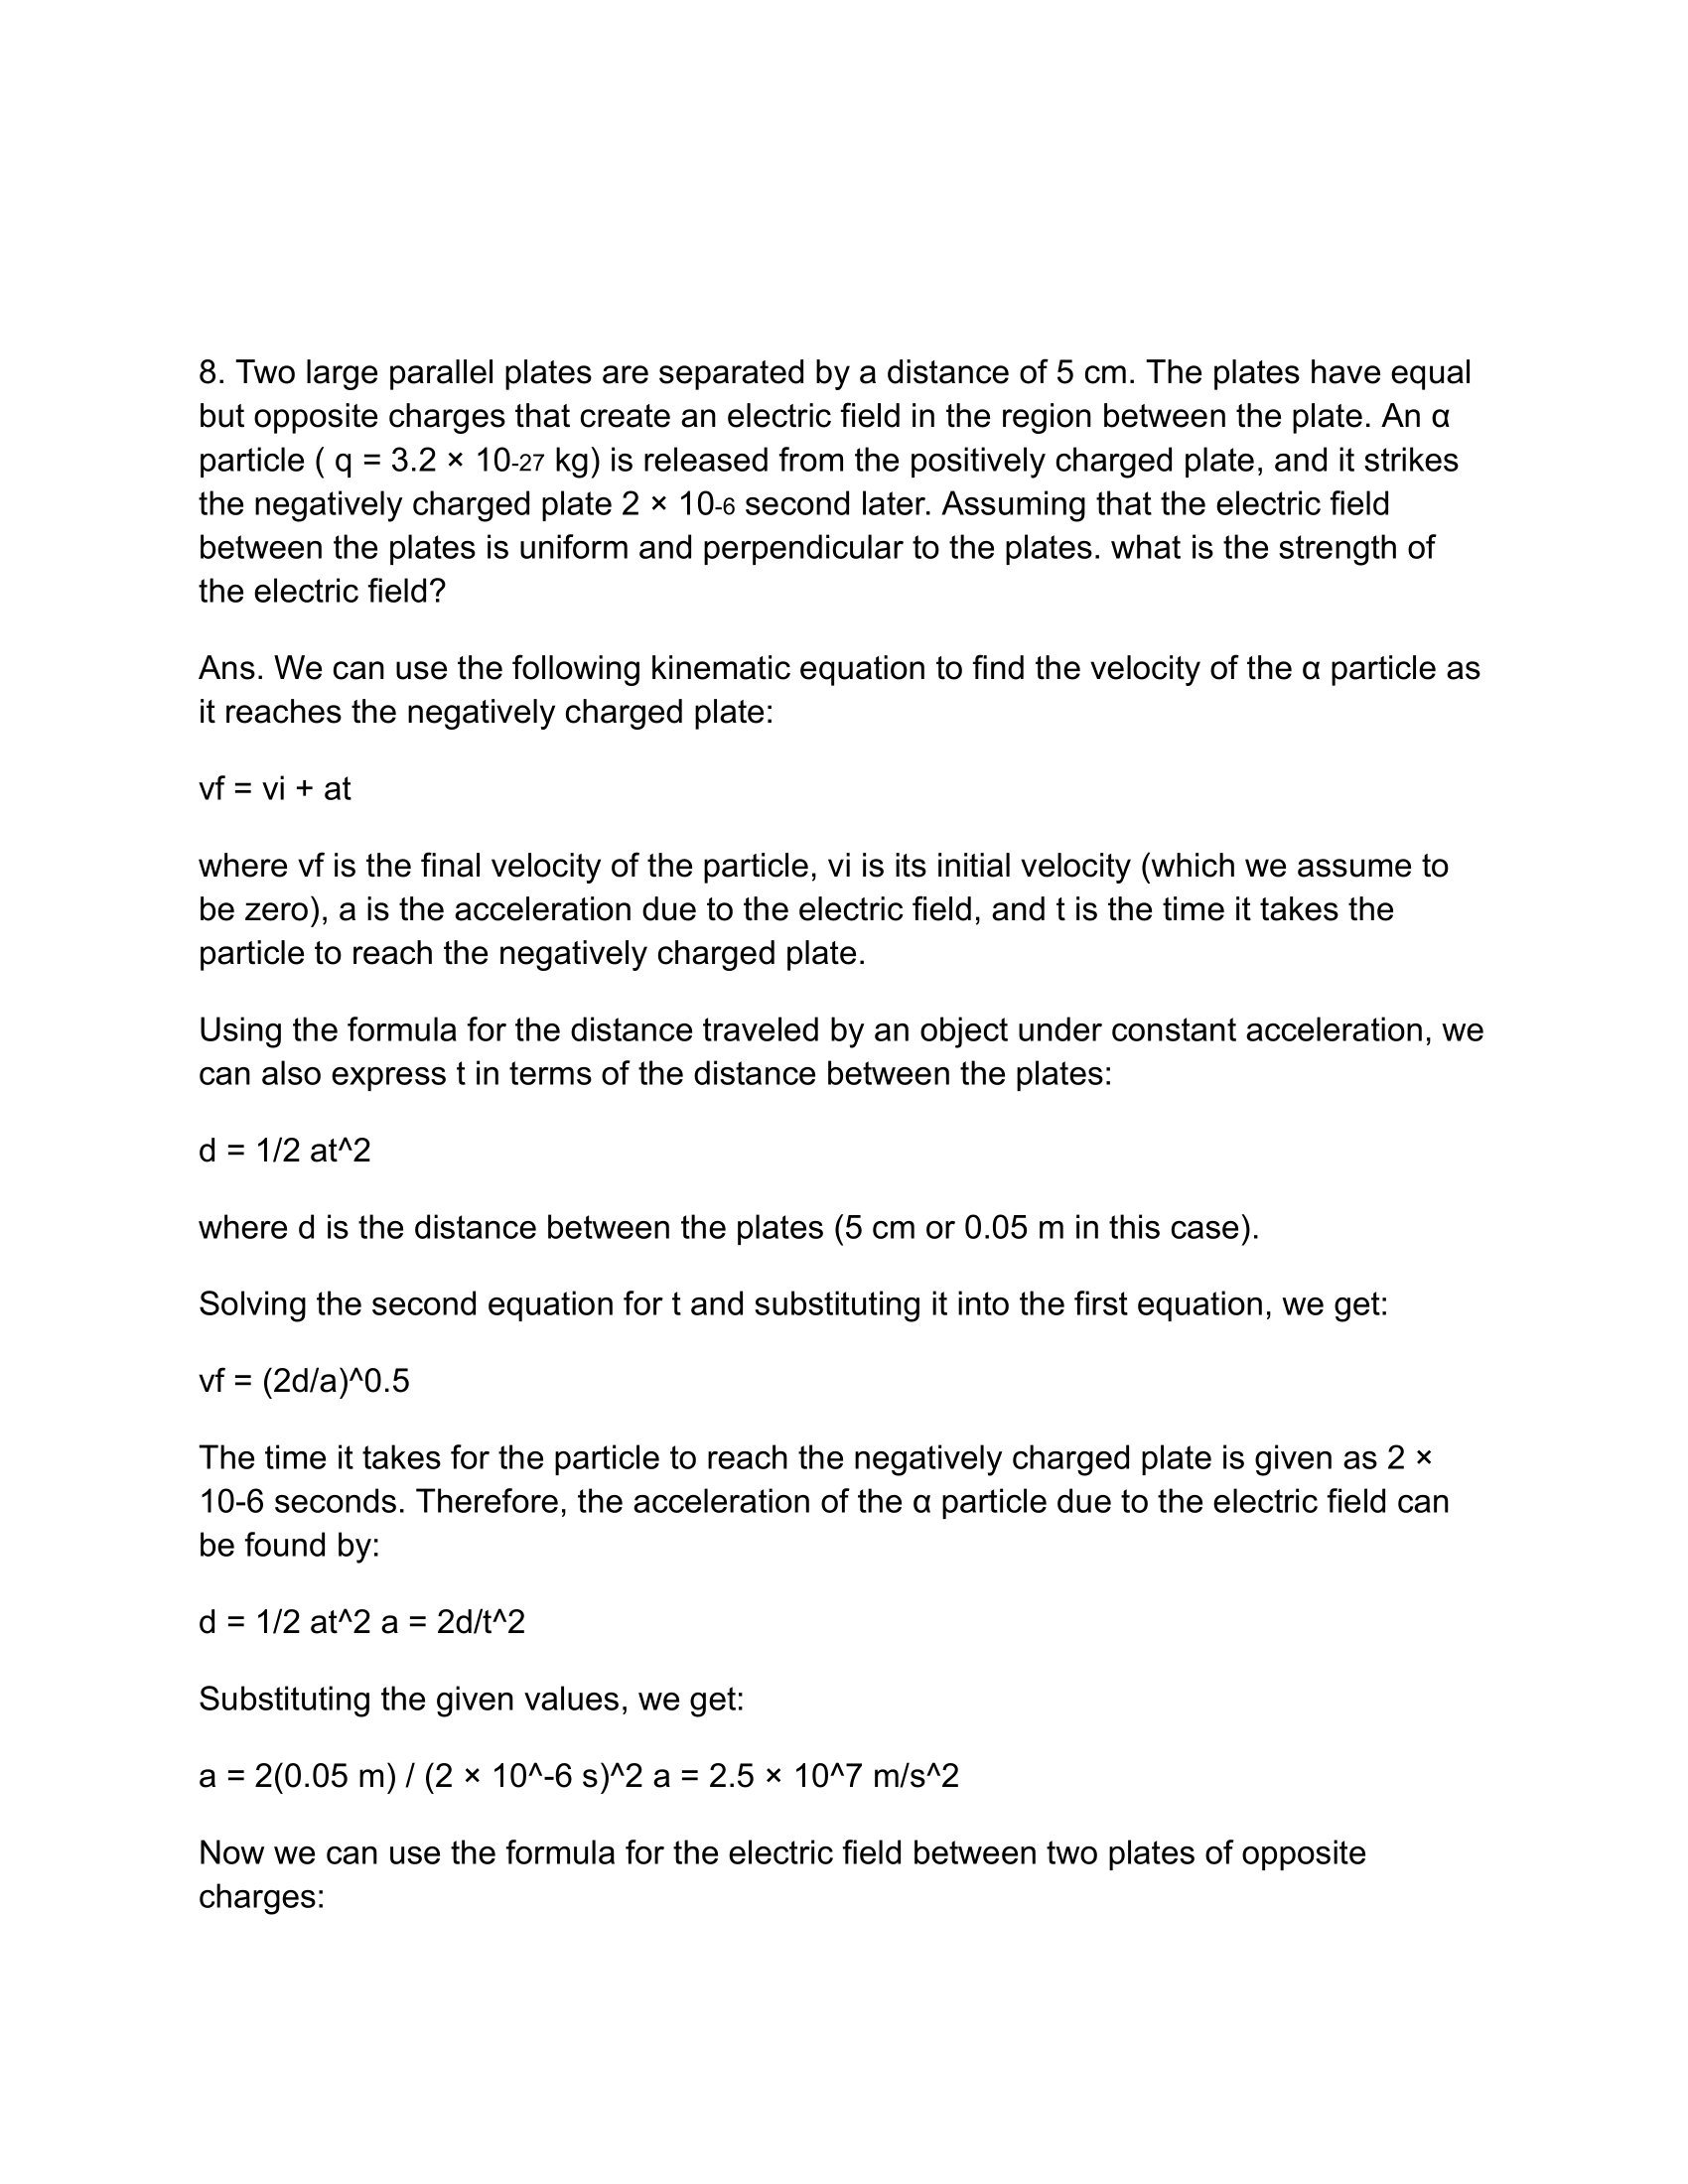 8. Two large parallel plates are separated by a distance of 5 cm. The plates have equal
but opposite charges that create an electric field in the region between the plate. An α
particle ( q = 3.2 × 10-27 kg) is released from the positively charged plate, and it strikes
the negatively charged plate 2 × 10-6 second later. Assuming that the electric field
between the plates is uniform and perpendicular to the plates. what is the strength of
the electric field?
Ans. We can use the following kinematic equation to find the velocity of the α particle as
it reaches the negatively charged plate:
vf = vi + at
where vf is the final velocity of the particle, vi is its initial velocity (which we assume to
be zero), a is the acceleration due to the electric field, and t is the time it takes the
particle to reach the negatively charged plate.
Using the formula for the distance traveled by an object under constant acceleration, we
can also express t in terms of the distance between the plates:
d = 1/2 at^2
where d is the distance between the plates (5 cm or 0.05 m in this case).
Solving the second equation for t and substituting it into the first equation, we get:
vf = (2d/a)^0.5
The time it takes for the particle to reach the negatively charged plate is given as 2 ×
10-6 seconds. Therefore, the acceleration of the α particle due to the electric field can
be found by:
d = 1/2 at^2 a = 2d/t^2
Substituting the given values, we get:
a = 2(0.05 m) / (2 × 10^-6 s)^2 a = 2.5 × 10^7 m/s^2
Now we can use the formula for the electric field between two plates of opposite
charges: